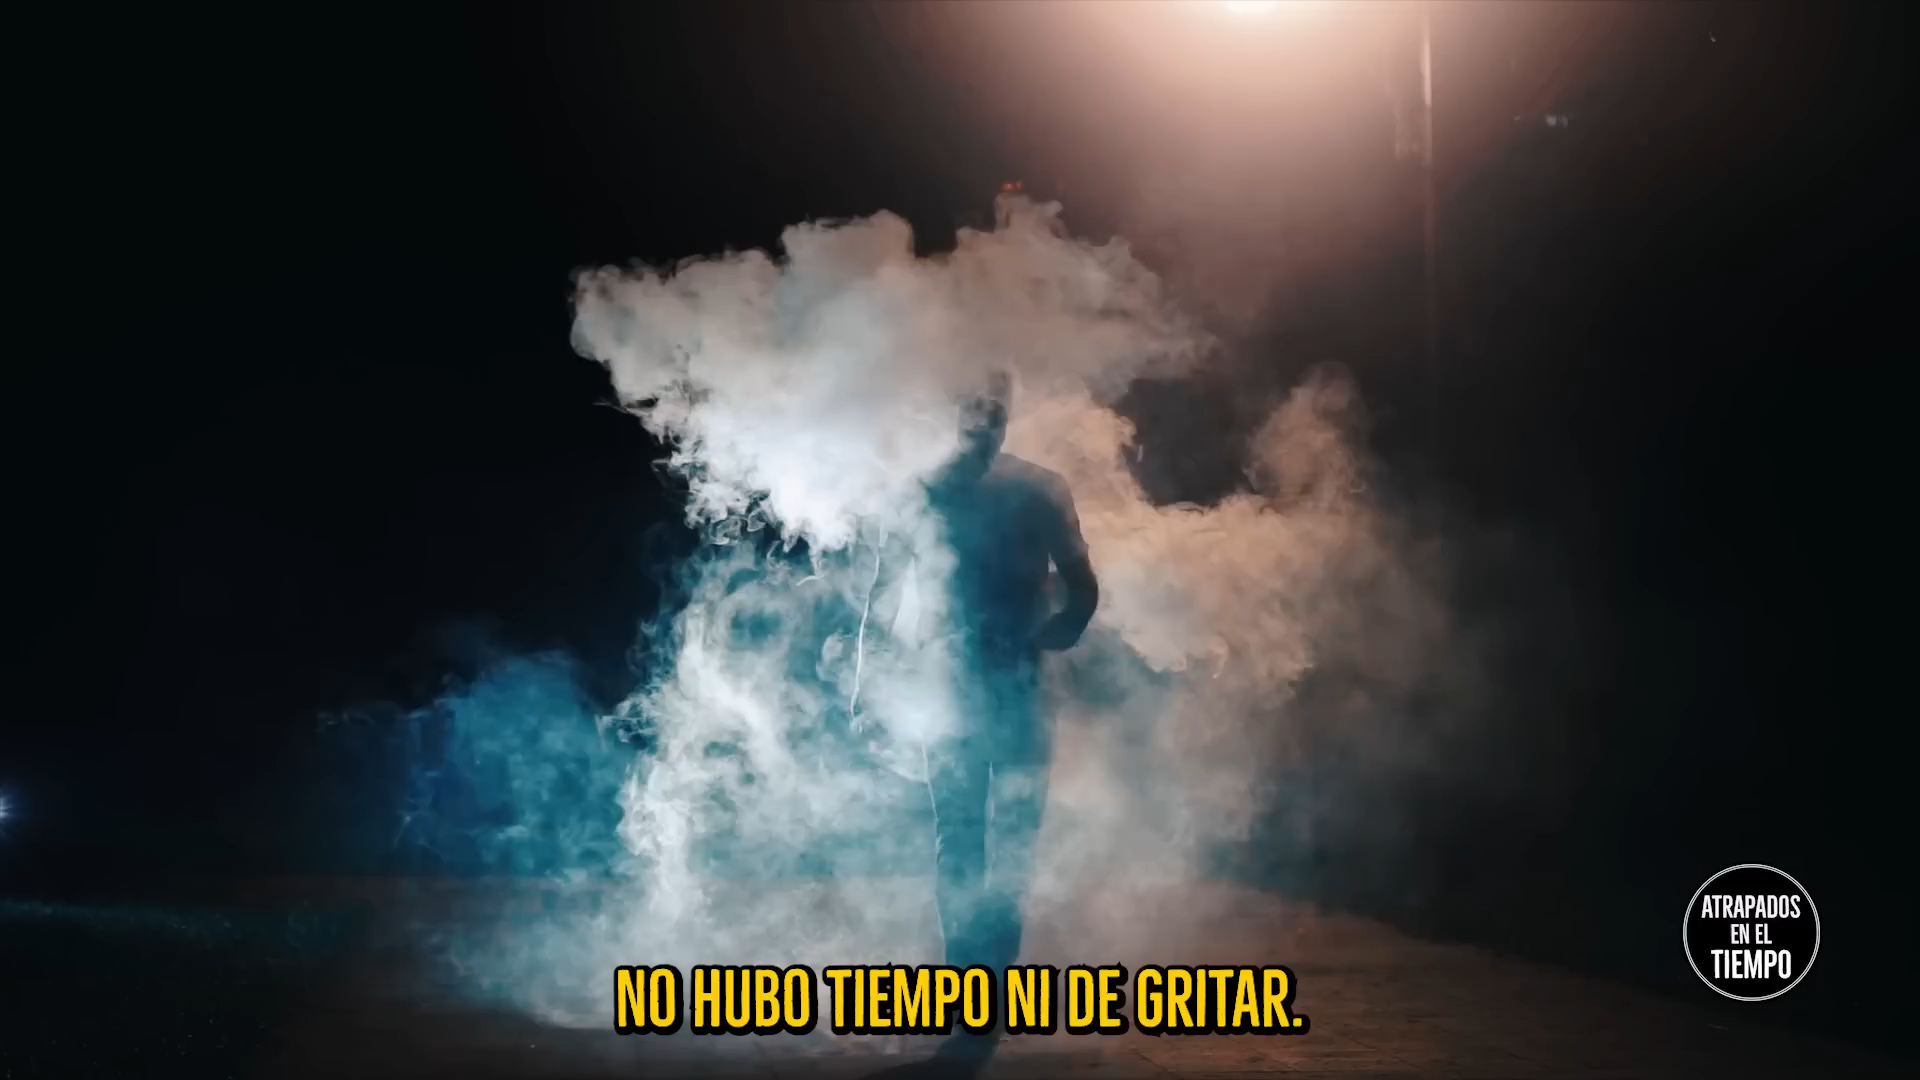 ATRAPADOS
EN EL
TIEMPO
NO HUBO TIEMPO NI DE GRITAR.